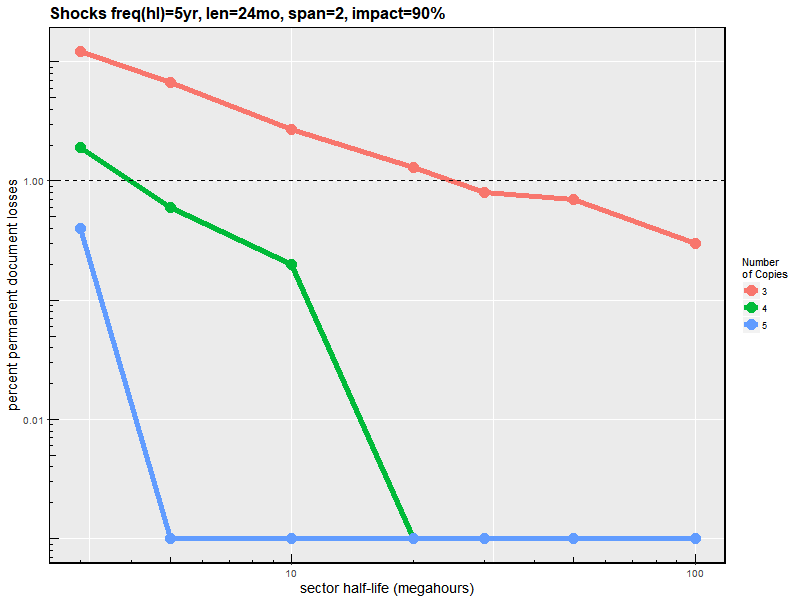 Shocks freq(hl)=5yr, len=24mo, span=2, impact=90%
percent permanent document losses
1.00
0.01
10
100
sector half-life (megahours)
Number
of Copies
3
4
5